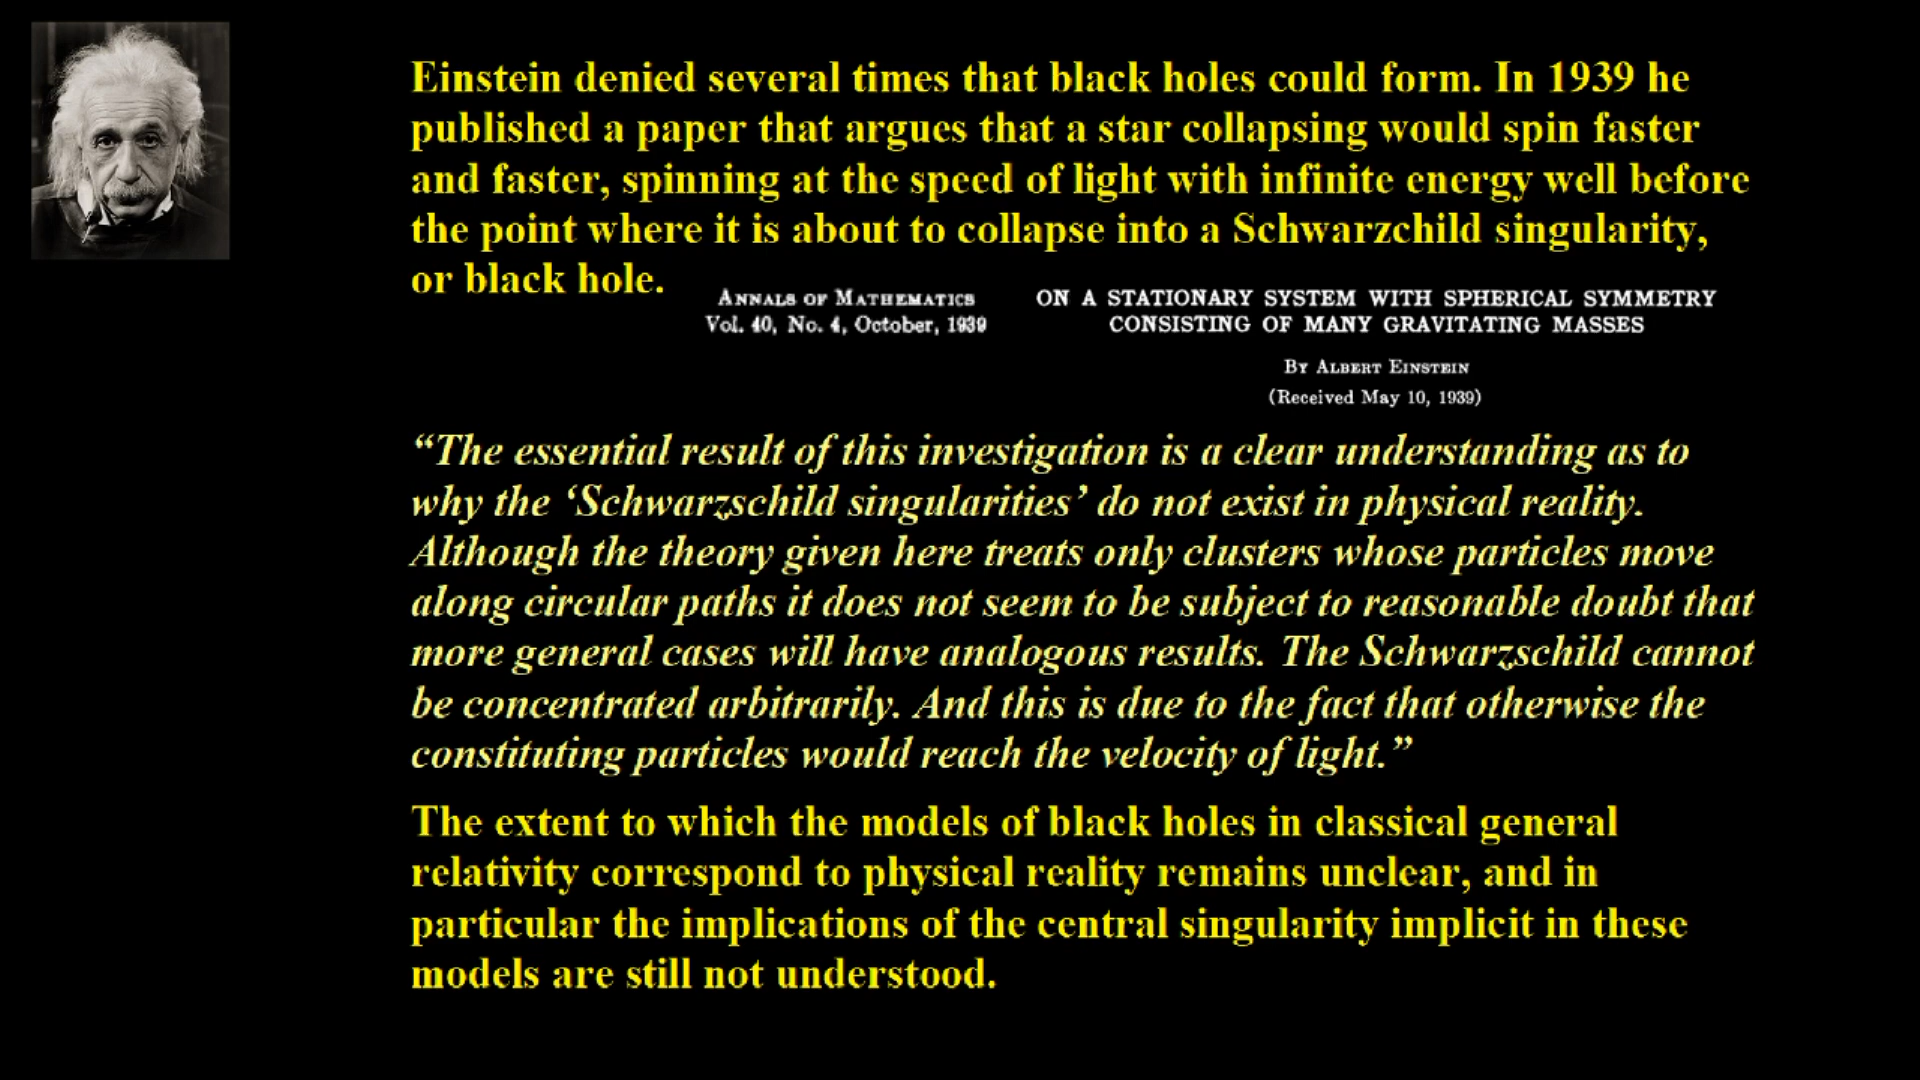 Einstein denied several times that black holes could form. In 1939 he
published a paper that argues that a star collapsing would spin faster
and faster, spinning at the speed of light with infinite energy well before
the point where it is about to collapse into a Schwarzchild singularity,
or black hole.
ANNALS OF MATHEMATICS
Vol. 40, No. 4, October, 1939
ON A STATIONARY SYSTEM WITH SPHERICAL SYMMETRY
CONSISTING OF MANY GRAVITATING MASSES
BY ALBERT EINSTEIN
(Received May 10, 1939)
“The essential result of this investigation is a clear understanding as to
why the ‘Schwarzschild singularities’ do not exist in physical reality.
Although the theory given here treats only clusters whose particles move
along circular paths it does not seem to be subject to reasonable doubt that
more general cases will have analogous results. The Schwarzschild cannot
be concentrated arbitrarily. And this is due to the fact that otherwise the
constituting particles would reach the velocity of light.”
The extent to which the models of black holes in classical general
relativity correspond to physical reality remains unclear, and in
particular the implications of the central singularity implicit in these
models are still not understood.